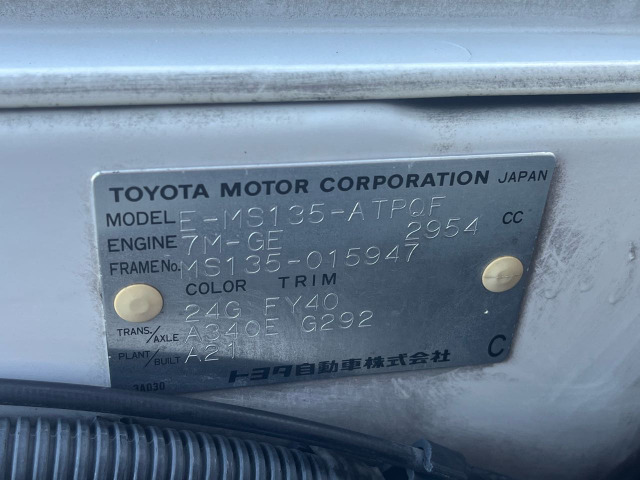 TOYOTA MOTOR CORPORATION JAPAN
MODEL E-MS135-ATPQF
ENGINE 7M-GE 2954 CC
FRAME No. MS135-015947
COLOR TRIM
24G FY40
TRANS./AXLE A340E G292
PLANT/BUILT A21
トヨタ自動車株式会社 C
3A030